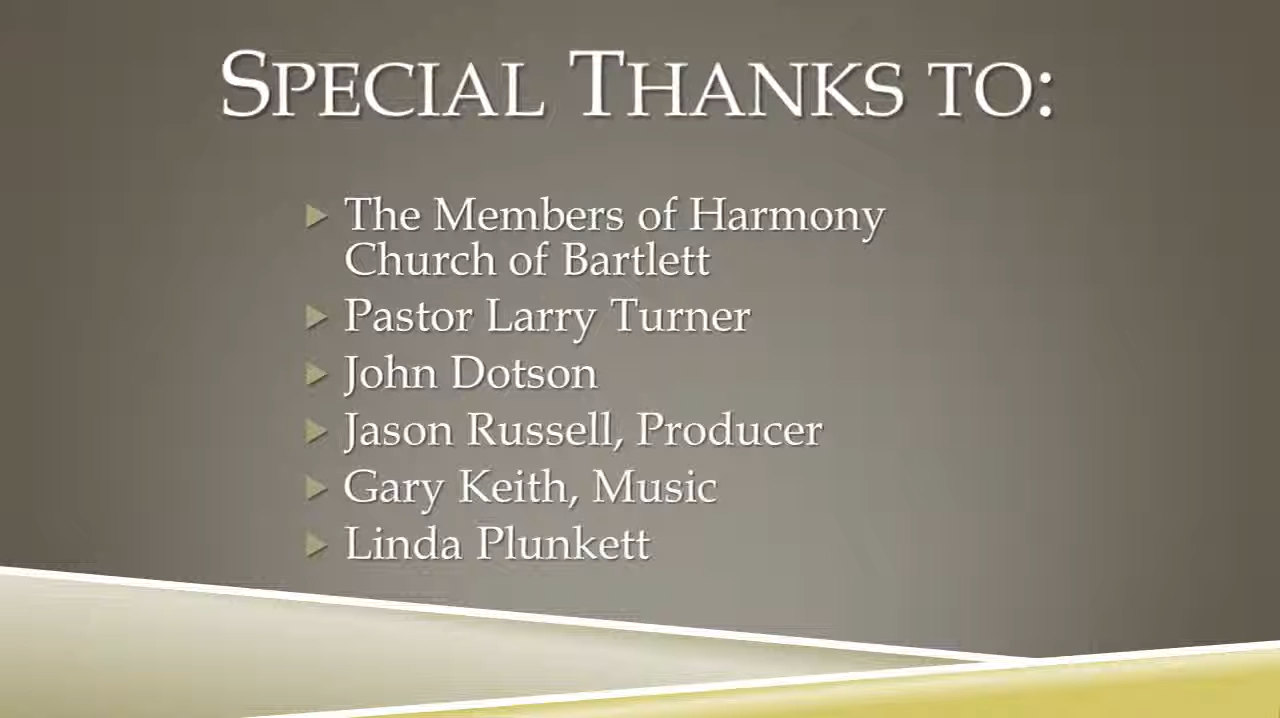 SPECIAL THANKS TO:
The Members of Harmony
Church of Bartlett
Pastor Larry Turner
John Dotson
Jason Russell, Producer
Gary Keith, Music
Linda Plunkett